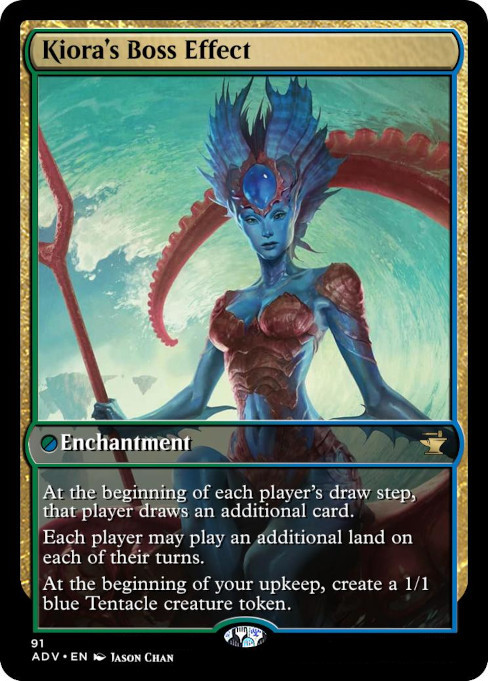 Kiora's Boss Effect
Enchantment
At the beginning of each player's draw step,
that player draws an additional card.
Each player may play an additional land on
each of their turns.
At the beginning of your upkeep, create a 1/1
blue Tentacle creature token.
91
ADV • EN JASON CHAN